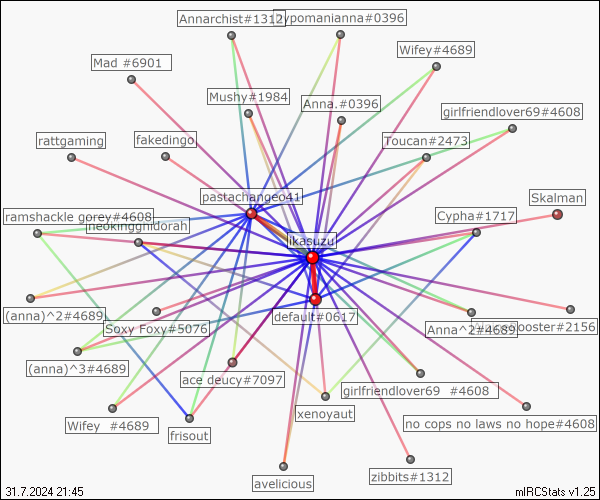 Annarchist#1312
hypomanianna#0396
Wifey#4689
Mad #6901
Mushy#1984
Anna.#0396
girlfriendlover69#4608
rattgaming
fakedingo
Toucan#2473
pastachangeo41
Skalman
ramshackle gorey#4608
neokingghidorah
Cypha#1717
likasuzu
(anna)^2#4689
Soxy Foxy#5076
default#0617
Anna^2#4689
ooster#2156
(anna)^3#4689
ace deucy#7097
girlfriendlover69 #4608
xenoyaut
Wifey #4689
frisout
no cops no laws no hope#4608
avelicious
zibbits#1312
31.7.2024 21:45
mIRCStats v1.25